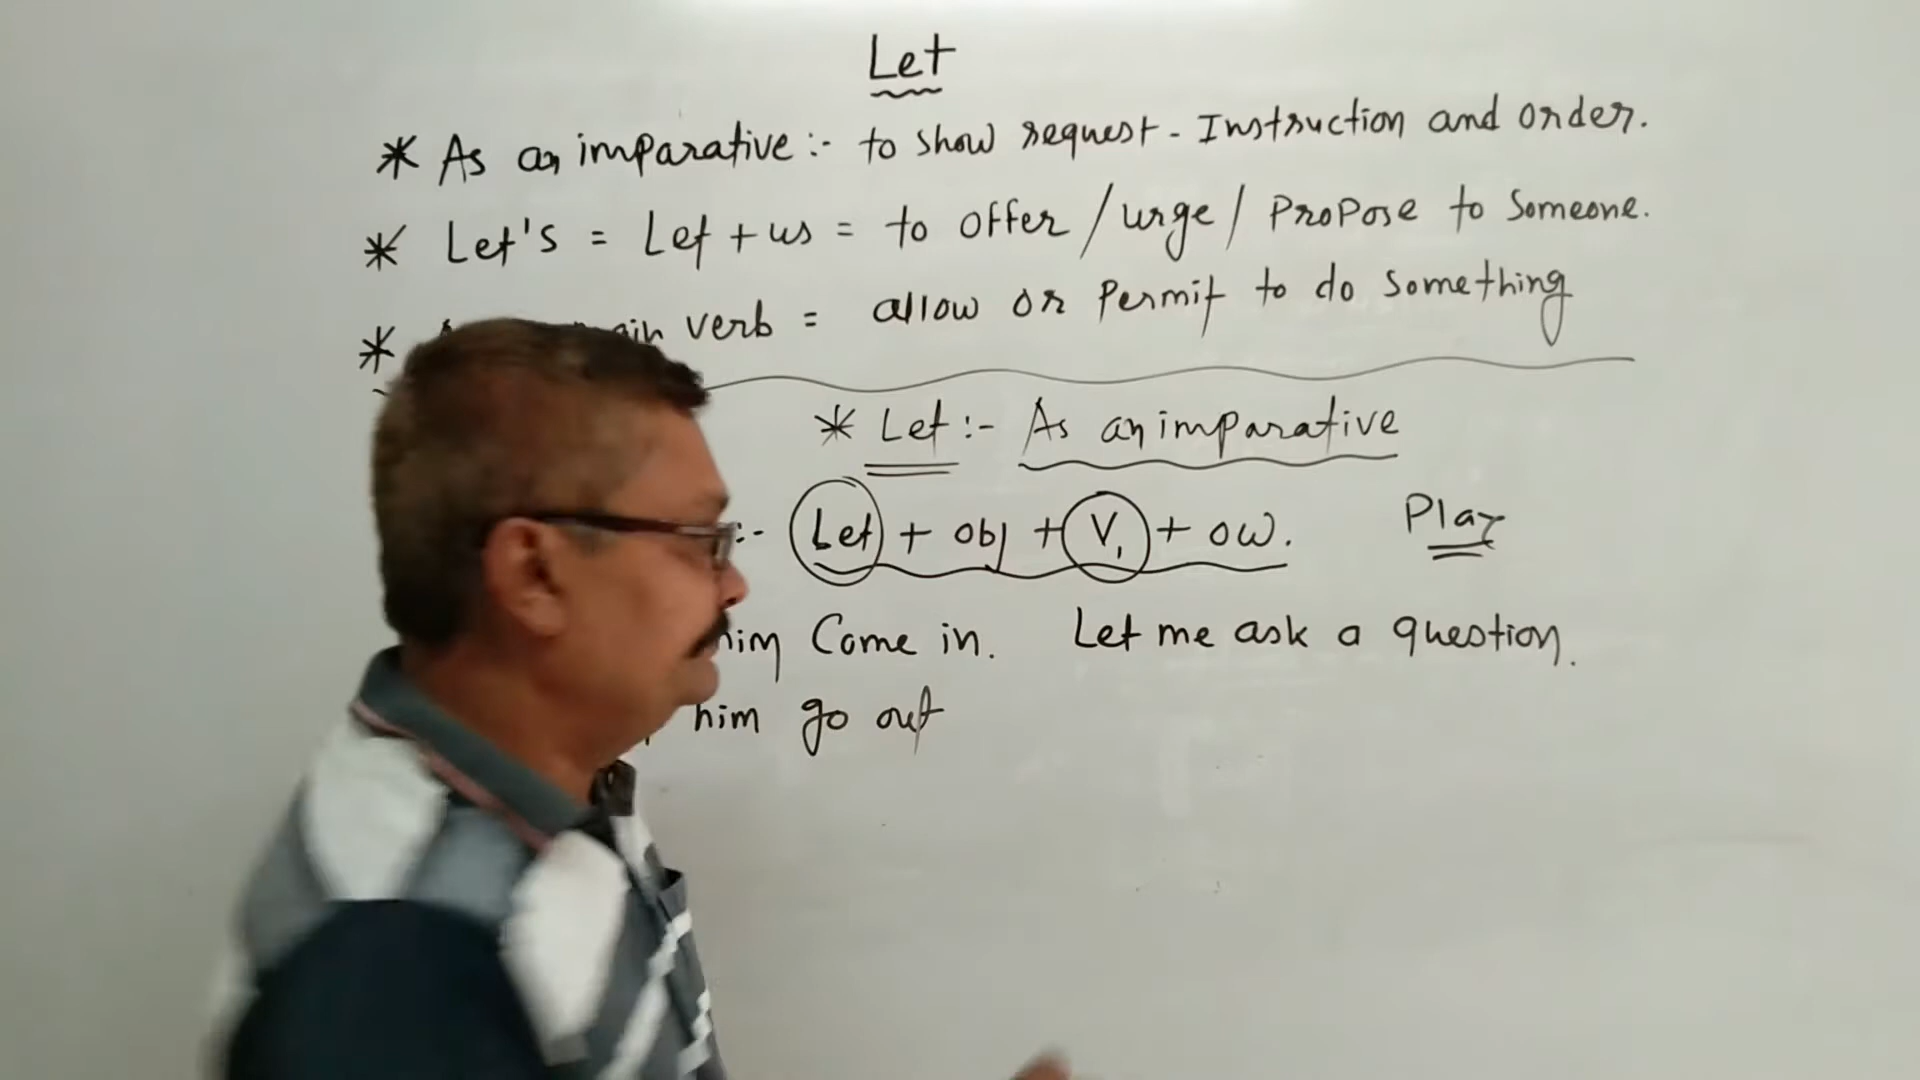 Let
* As an imparative :- to show request - Instruction and order.
* Let's = Let + us = to offer / urge / Propose to Someone.
* verb = allow or Permit to do something
* Let :- As an imparative
:- Let + obj + V1 + ow. Play
him Come in. Let me ask a question.
him go out